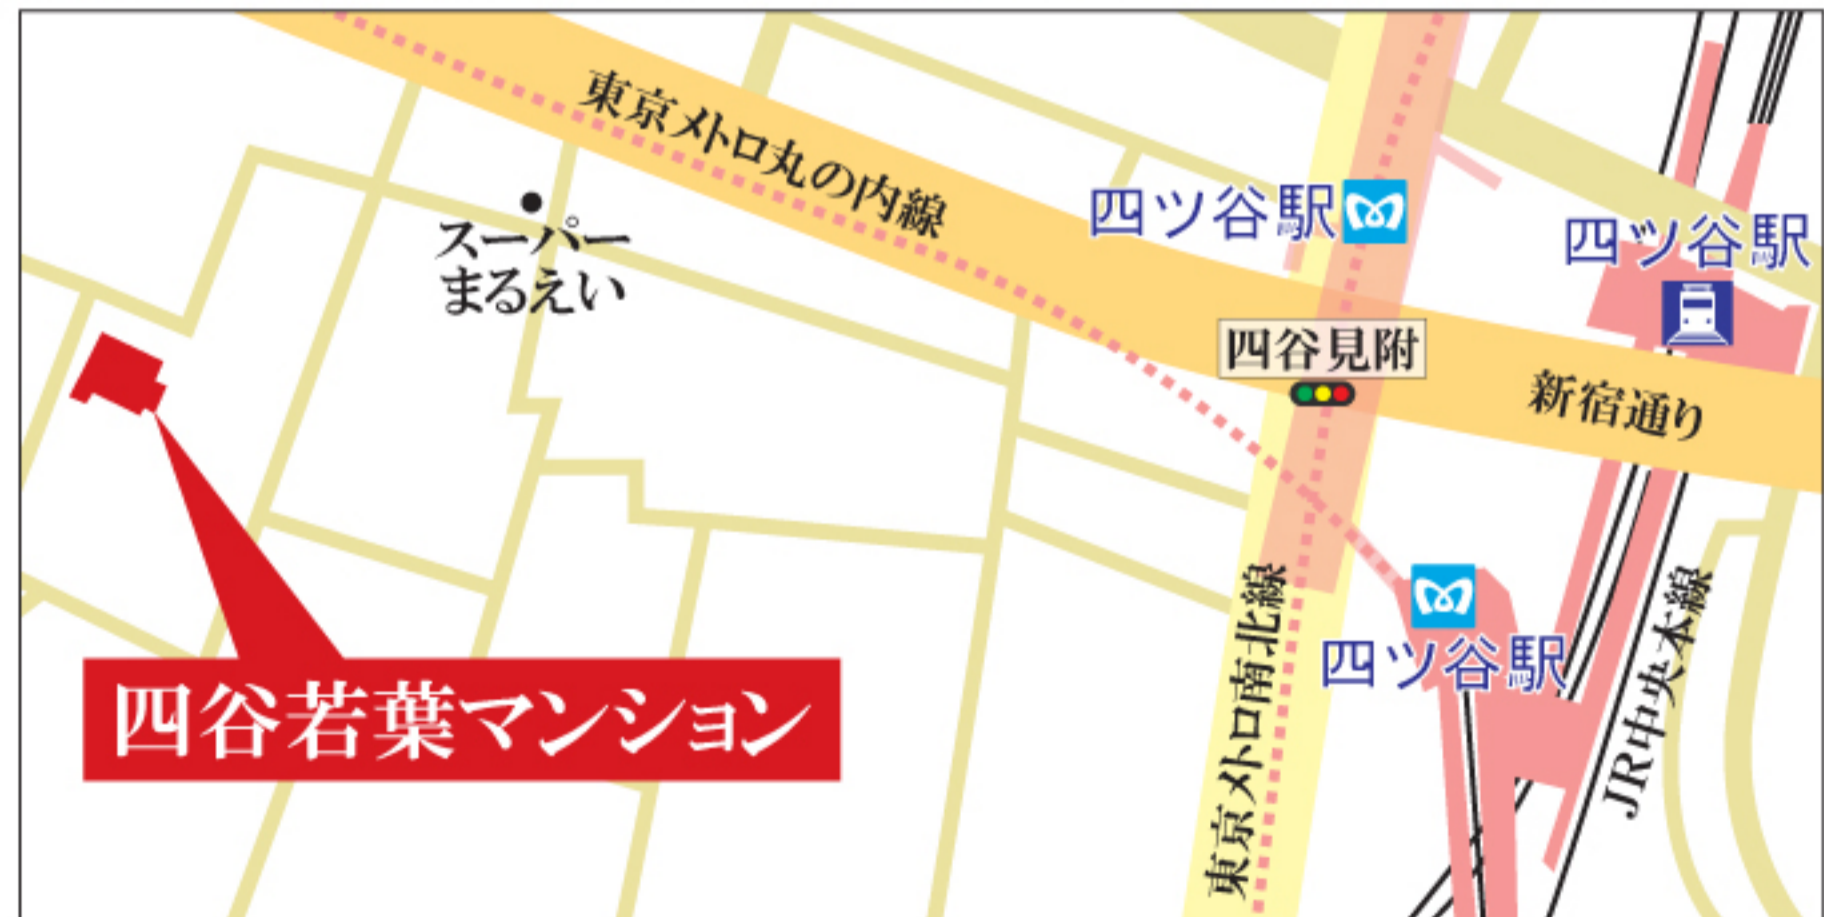 東京メトロ丸の内線
四ツ谷駅
四ツ谷駅
スーパー
まるえい
四谷見附
新宿通り
四ツ谷駅
JR中央本線
東京メトロ南北線
四谷若葉マンション